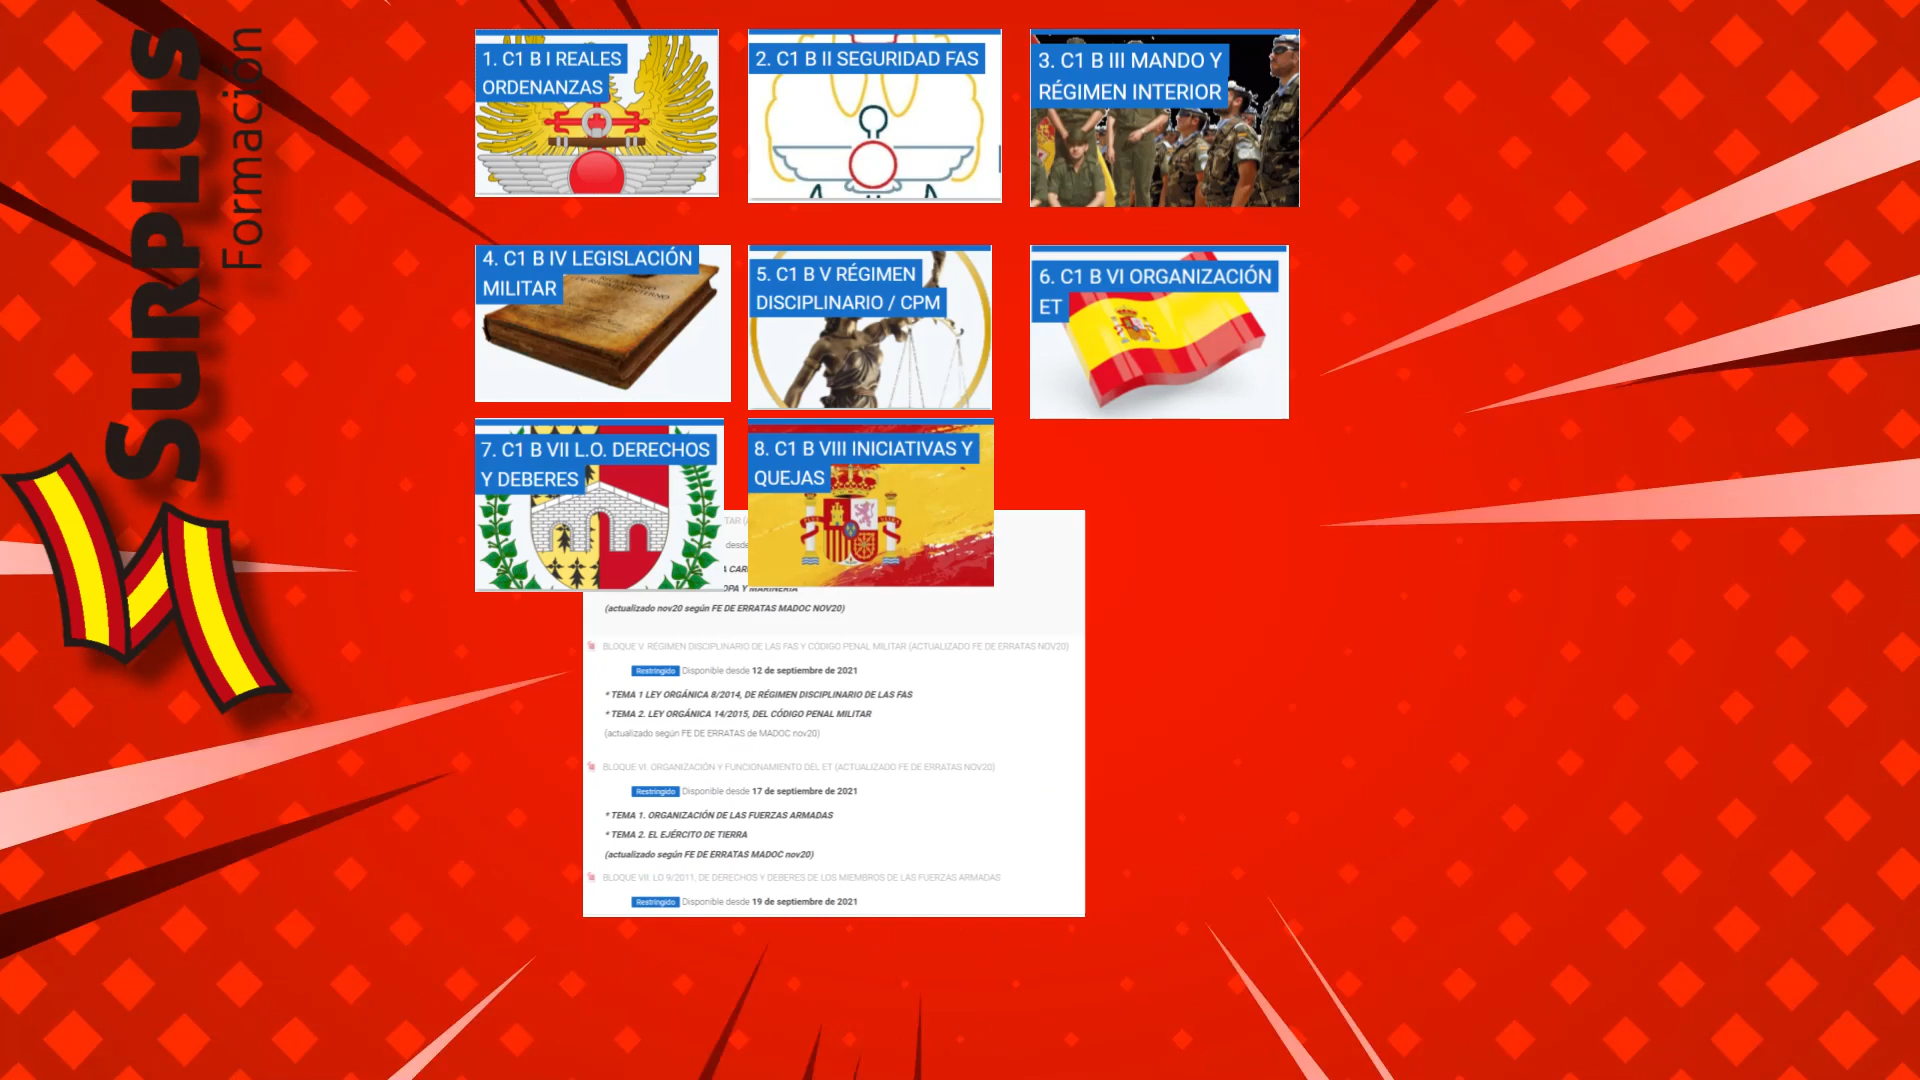 SURPLUS
Formación
1. C1 B I REALES
ORDENANZAS
2. C1 B II SEGURIDAD FAS
3. C1 B III MANDO Y
RÉGIMEN INTERIOR
4. C1 B IV LEGISLACIÓN
MILITAR
5. C1 B V RÉGIMEN
DISCIPLINARIO / CPM
6. C1 B VI ORGANIZACIÓN
ET
7. C1 B VII L.O. DERECHOS
Y DEBERES
8. C1 B VIII INICIATIVAS Y
QUEJAS
desde
(actualizado nov20 según FE DE ERRATAS MADOC NOV20)
BLOQUE V. RÉGIMEN DISCIPLINARIO DE LAS FAS Y CÓDIGO PENAL MILITAR (ACTUALIZADO FE DE ERRATAS NOV20)
Restringido Disponible desde 12 de septiembre de 2021
* TEMA 1 LEY ORGÁNICA 8/2014, DE RÉGIMEN DISCIPLINARIO DE LAS FAS
* TEMA 2. LEY ORGÁNICA 14/2015, DEL CÓDIGO PENAL MILITAR
(actualizado según FE DE ERRATAS de MADOC nov20)
BLOQUE VI. ORGANIZACIÓN Y FUNCIONAMIENTO DEL ET (ACTUALIZADO FE DE ERRATAS NOV20)
Restringido Disponible desde 17 de septiembre de 2021
* TEMA 1. ORGANIZACIÓN DE LAS FUERZAS ARMADAS
* TEMA 2. EL EJÉRCITO DE TIERRA
(actualizado según FE DE ERRATAS MADOC nov20)
BLOQUE VII. LO 9/2011, DE DERECHOS Y DEBERES DE LOS MIEMBROS DE LAS FUERZAS ARMADAS
Restringido Disponible desde 19 de septiembre de 2021